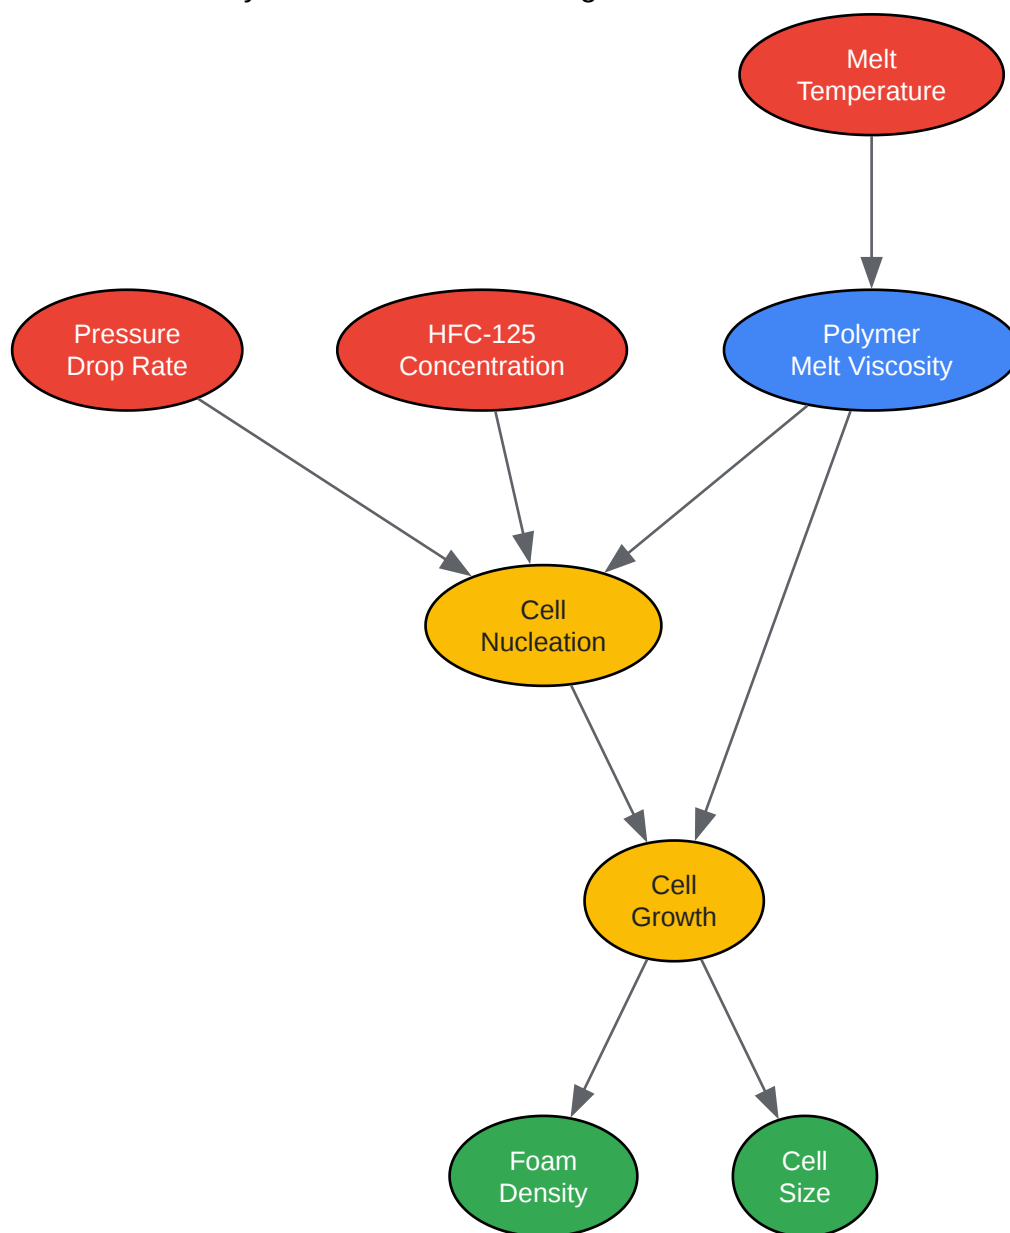 Melt
Temperature
Pressure
Drop Rate
HFC-125
Concentration
Polymer
Melt Viscosity
Cell
Nucleation
Cell
Growth
Foam
Density
Cell
Size